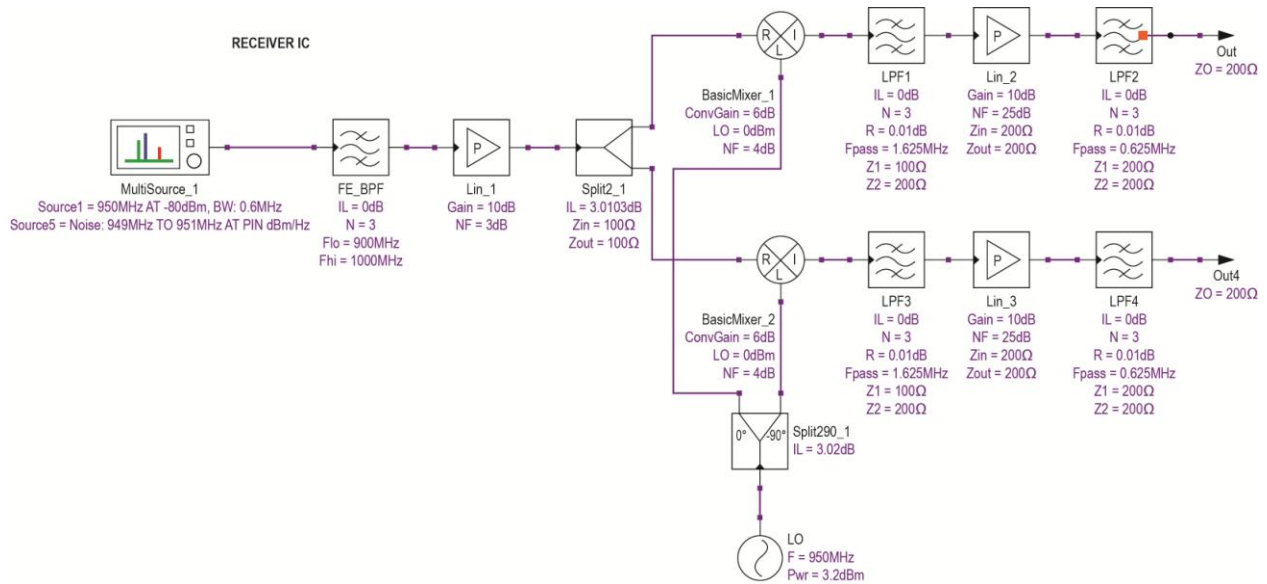 RECEIVER IC
MultiSource_1
Source1 = 950MHz AT -80dBm, BW: 0.6MHz
Source5 = Noise: 949MHz TO 951MHz AT PIN dBm/Hz
FE_BPF
IL = 0dB
N = 3
Flo = 900MHz
Fhi = 1000MHz
P
Lin_1
Gain = 10dB
NF = 3dB
Split2_1
IL = 3.0103dB
Zin = 100Ω
Zout = 100Ω
R
I
L
BasicMixer_1
ConvGain = 6dB
LO = 0dBm
NF = 4dB
LPF1
IL = 0dB
N = 3
R = 0.01dB
Fpass = 1.625MHz
Z1 = 100Ω
Z2 = 200Ω
P
Lin_2
Gain = 10dB
NF = 25dB
Zin = 200Ω
Zout = 200Ω
LPF2
IL = 0dB
N = 3
R = 0.01dB
Fpass = 0.625MHz
Z1 = 200Ω
Z2 = 200Ω
Out
ZO = 200Ω
R
I
L
BasicMixer_2
ConvGain = 6dB
LO = 0dBm
NF = 4dB
LPF3
IL = 0dB
N = 3
R = 0.01dB
Fpass = 1.625MHz
Z1 = 100Ω
Z2 = 200Ω
P
Lin_3
Gain = 10dB
NF = 25dB
Zin = 200Ω
Zout = 200Ω
LPF4
IL = 0dB
N = 3
R = 0.01dB
Fpass = 0.625MHz
Z1 = 200Ω
Z2 = 200Ω
Out4
ZO = 200Ω
0° -90°
Split290_1
IL = 3.02dB
LO
F = 950MHz
Pwr = 3.2dBm